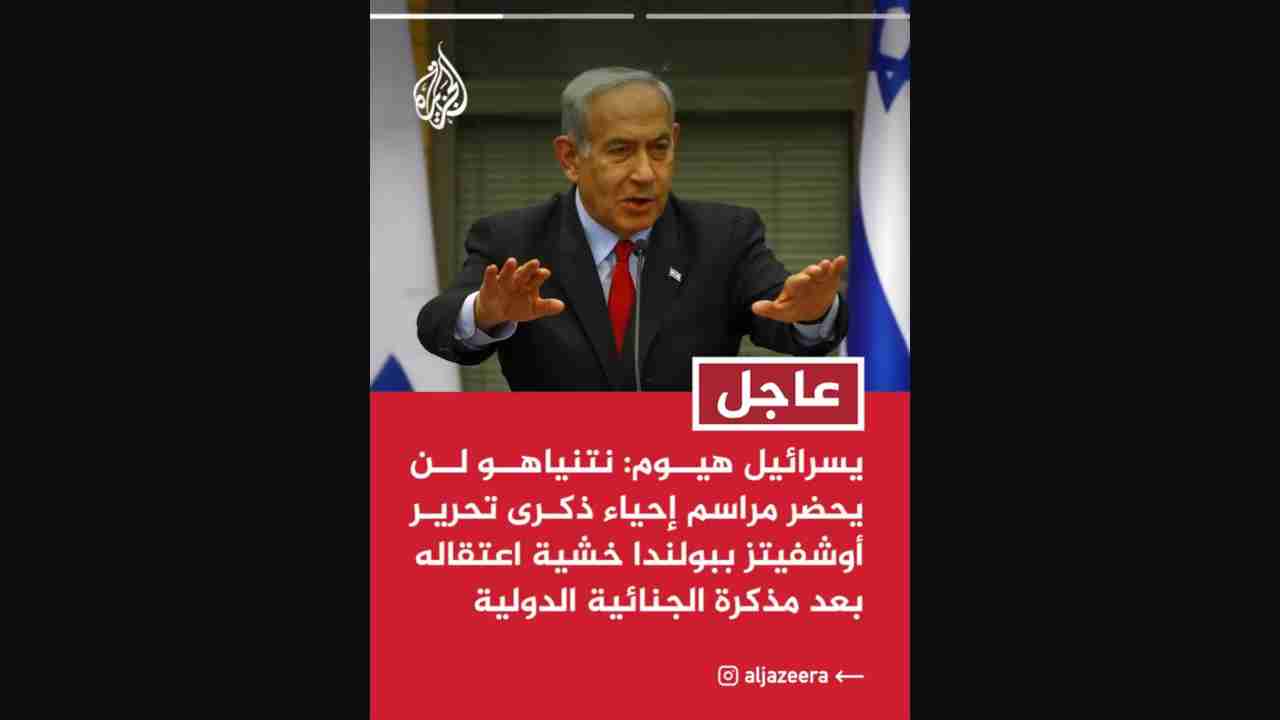 الجزيرة
عاجل
يسرائيل هيوم: نتنياهو لن
يحضر مراسم إحياء ذكرى تحرير
أوشفيتز ببولندا خشية اعتقاله
بعد مذكرة الجنائية الدولية
aljazeera